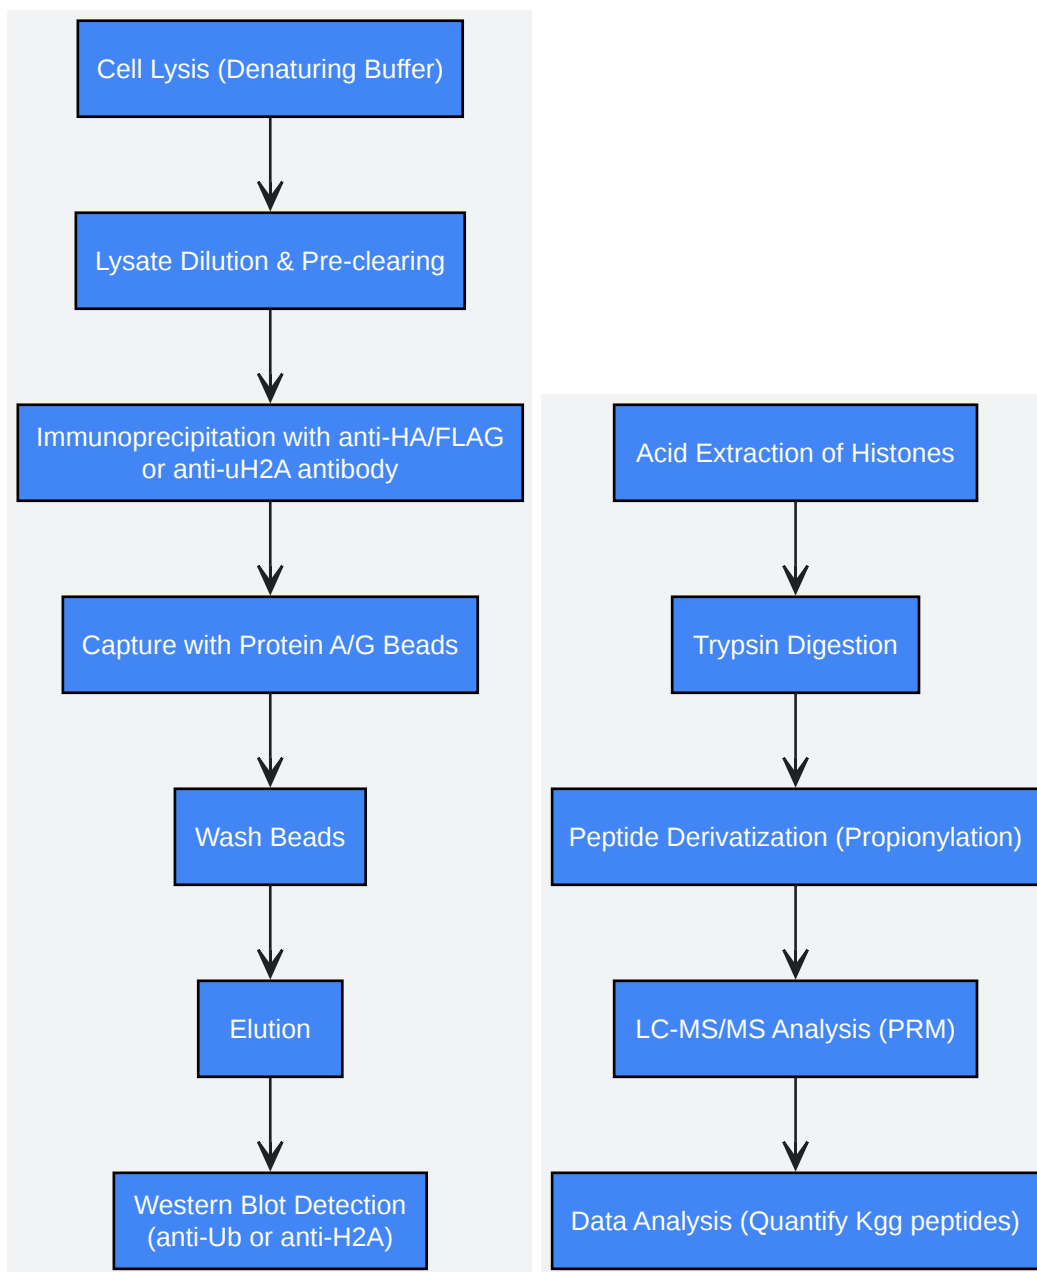 Cell Lysis (Denaturing Buffer)
Lysate Dilution & Pre-clearing
Immunoprecipitation with anti-HA/FLAG
or anti-uH2A antibody
Capture with Protein A/G Beads
Wash Beads
Elution
Western Blot Detection
(anti-Ub or anti-H2A)
Acid Extraction of Histones
Trypsin Digestion
Peptide Derivatization (Propionylation)
LC-MS/MS Analysis (PRM)
Data Analysis (Quantify Kgg peptides)